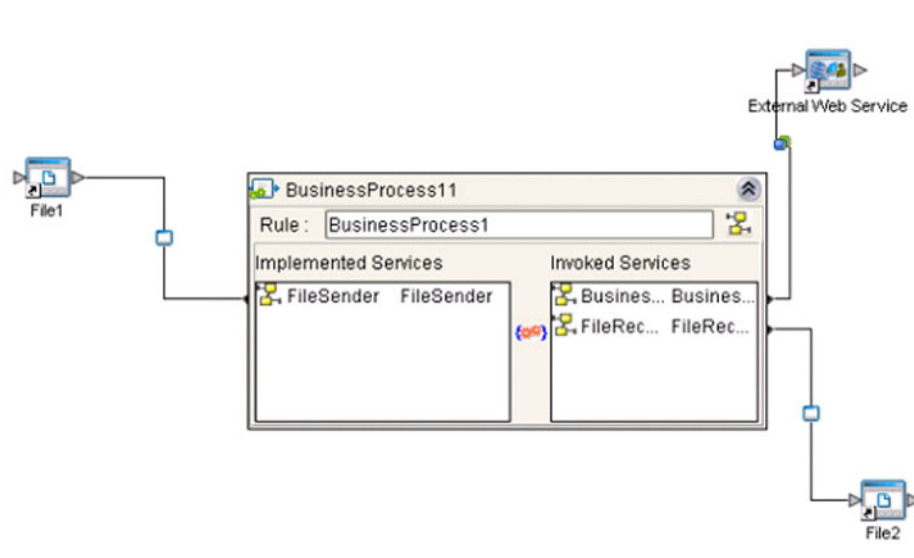 External Web Service
File1
BusinessProcess11
Rule : BusinessProcess1
Implemented Services Invoked Services
FileSender FileSender Busines... Busines...
FileRec... FileRec...
File2